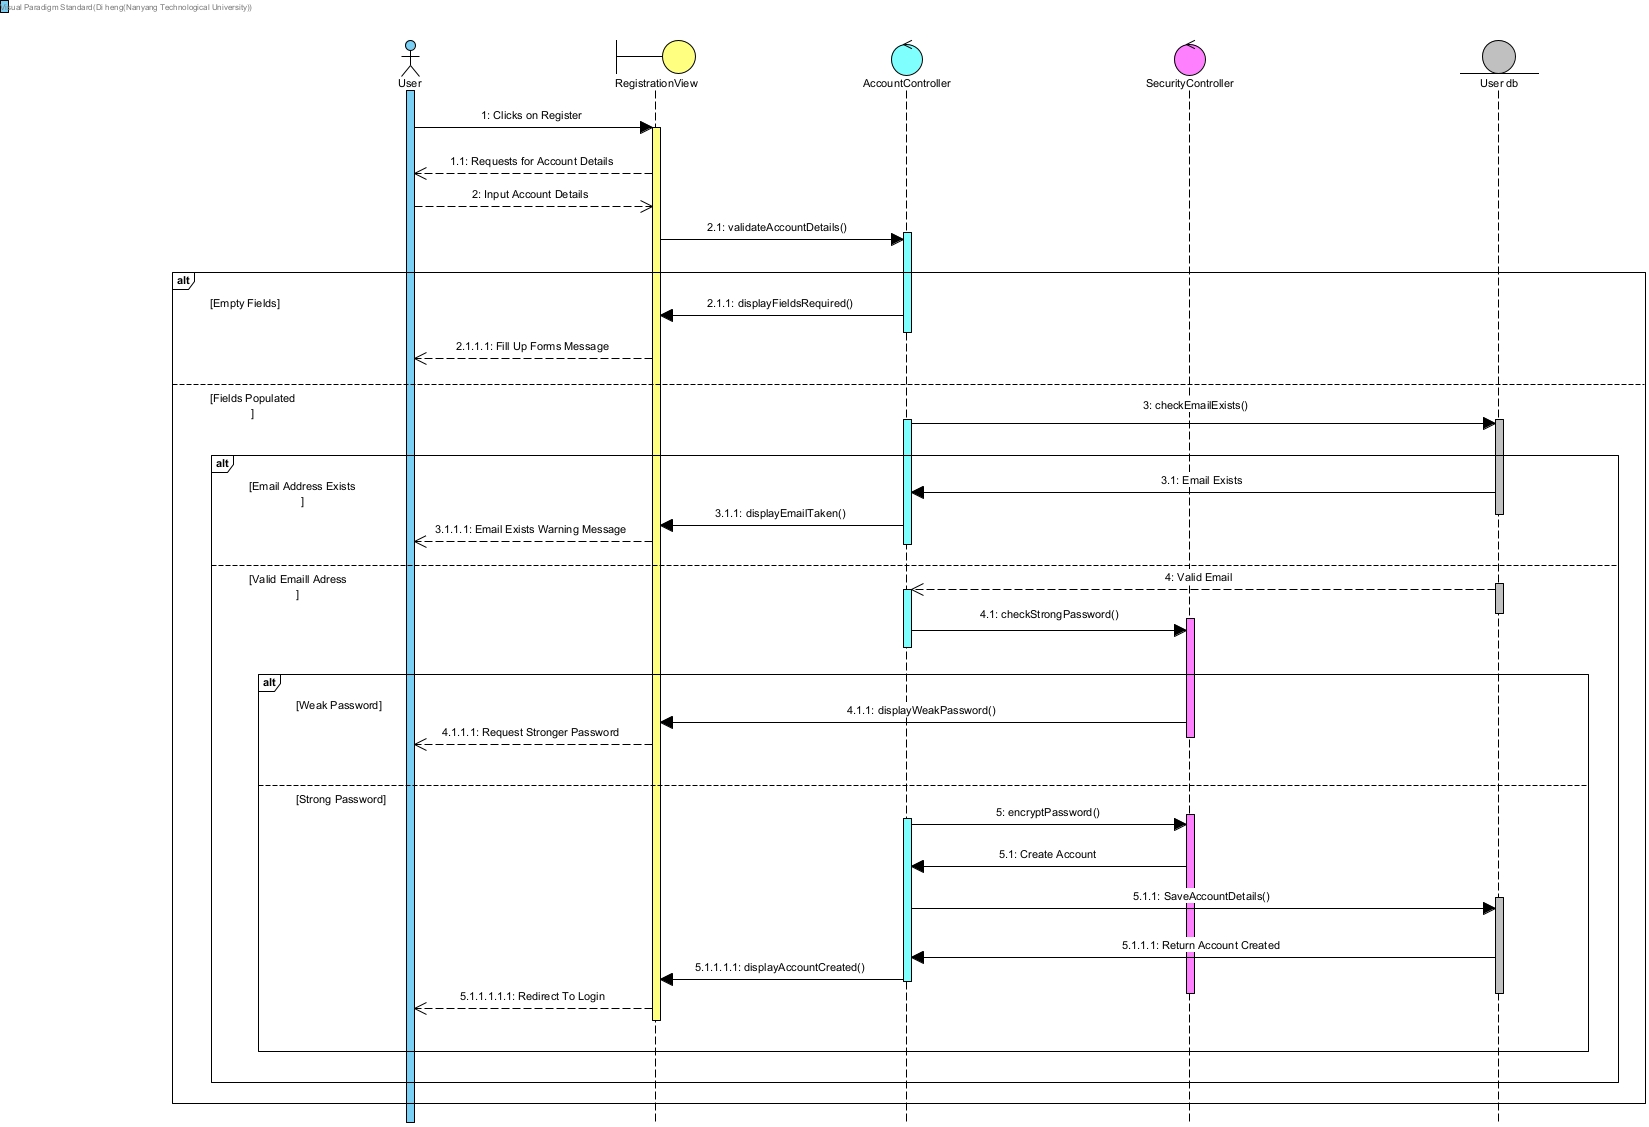 Visual Paradigm Standard(Di heng(Nanyang Technological University))
User
RegistrationView
AccountController
SecurityController
User db
1: Clicks on Register
1.1: Requests for Account Details
2: Input Account Details
2.1: validateAccountDetails()
alt
[Empty Fields]
2.1.1: displayFieldsRequired()
2.1.1.1: Fill Up Forms Message
[Fields Populated
]
3: checkEmailExists()
alt
[Email Address Exists
]
3.1: Email Exists
3.1.1: displayEmailTaken()
3.1.1.1: Email Exists Warning Message
[Valid Emaill Adress
]
4: Valid Email
4.1: checkStrongPassword()
alt
[Weak Password]
4.1.1: displayWeakPassword()
4.1.1.1: Request Stronger Password
[Strong Password]
5: encryptPassword()
5.1: Create Account
5.1.1: SaveAccountDetails()
5.1.1.1: Return Account Created
5.1.1.1.1: displayAccountCreated()
5.1.1.1.1.1: Redirect To Login